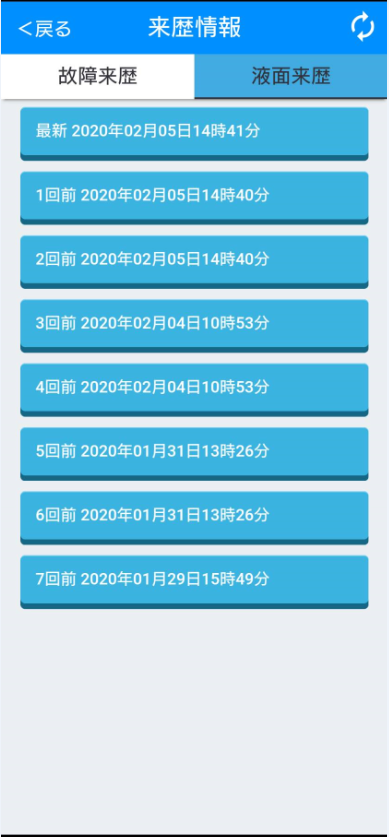 <戻る
来歴情報
故障来歴
液面来歴
最新 2020年02月05日14時41分
1回前 2020年02月05日14時40分
2回前 2020年02月05日14時40分
3回前 2020年02月04日10時53分
4回前 2020年02月04日10時53分
5回前 2020年01月31日13時26分
6回前 2020年01月31日13時26分
7回前 2020年01月29日15時49分